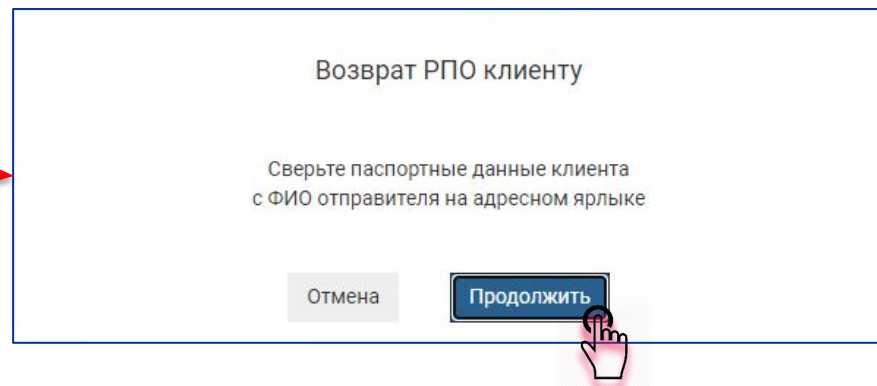 Возврат РПО клиенту
Сверьте паспортные данные клиента
с ФИО отправителя на адресном ярлыке
Отмена
Продолжить